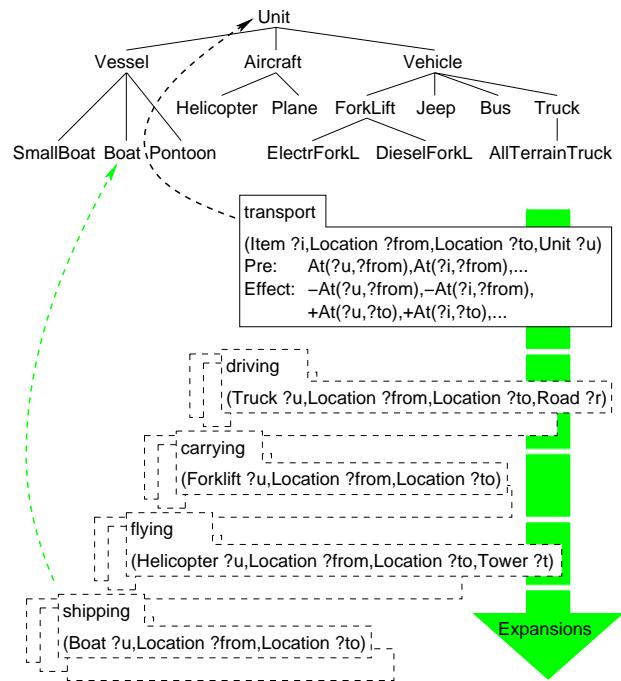 Unit
Vessel Aircraft Vehicle
Helicopter Plane ForkLift Jeep Bus Truck
SmallBoat Boat Pontoon ElectrForkL DieselForkL AllTerrainTruck
transport
(Item ?i,Location ?from,Location ?to,Unit ?u)
Pre: At(?u,?from),At(?i,?from),...
Effect: −At(?u,?from),−At(?i,?from),
+At(?u,?to),+At(?i,?to),...
driving
(Truck ?u,Location ?from,Location ?to,Road ?r)
carrying
(Forklift ?u,Location ?from,Location ?to)
flying
(Helicopter ?u,Location ?from,Location ?to,Tower ?t)
shipping
(Boat ?u,Location ?from,Location ?to)
Expansions